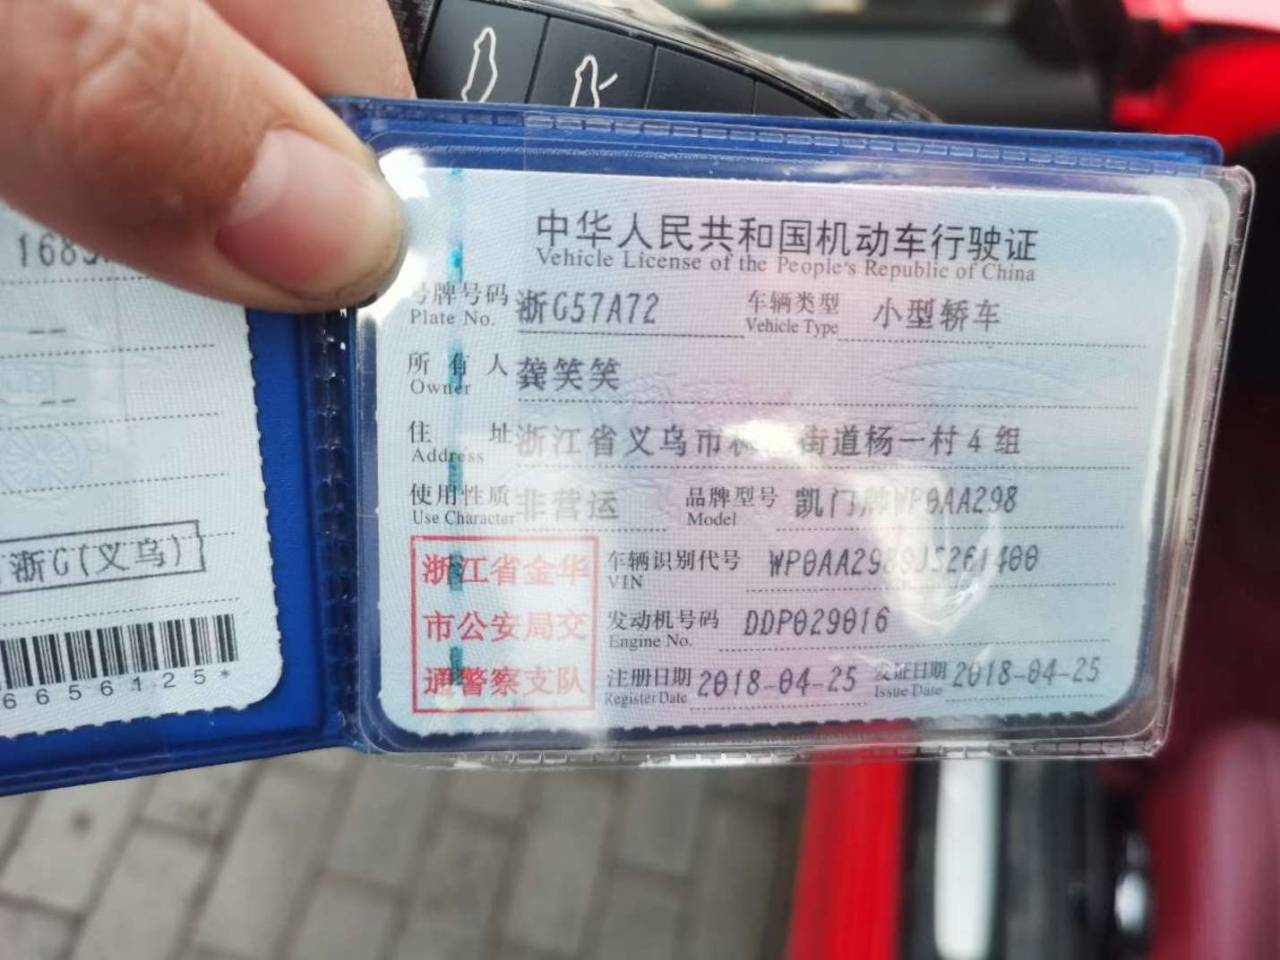 中华人民共和国机动车行驶证
Vehicle License of the People's Republic of China
号牌号码 浙G57A72 车辆类型 小型轿车
Plate No. Vehicle Type
所有人 龚笑笑
Owner
住址 浙江省义乌市 街道杨一村4组
Address
使用性质 非营运 品牌型号 凯门牌WP0AA298
Use Character Model
浙江省金华
市公安局交
通警察支队
车辆识别代号
VIN
发动机号码 DDP029016
Engine No.
注册日期 2018-04-25 发证日期 2018-04-25
Register Date Issue Date
浙G(义乌)
6656125*